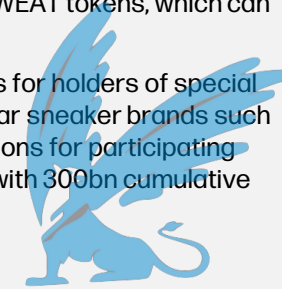 WEAT tokens, which can
s for holders of special
ar sneaker brands such
ons for participating
with 300bn cumulative